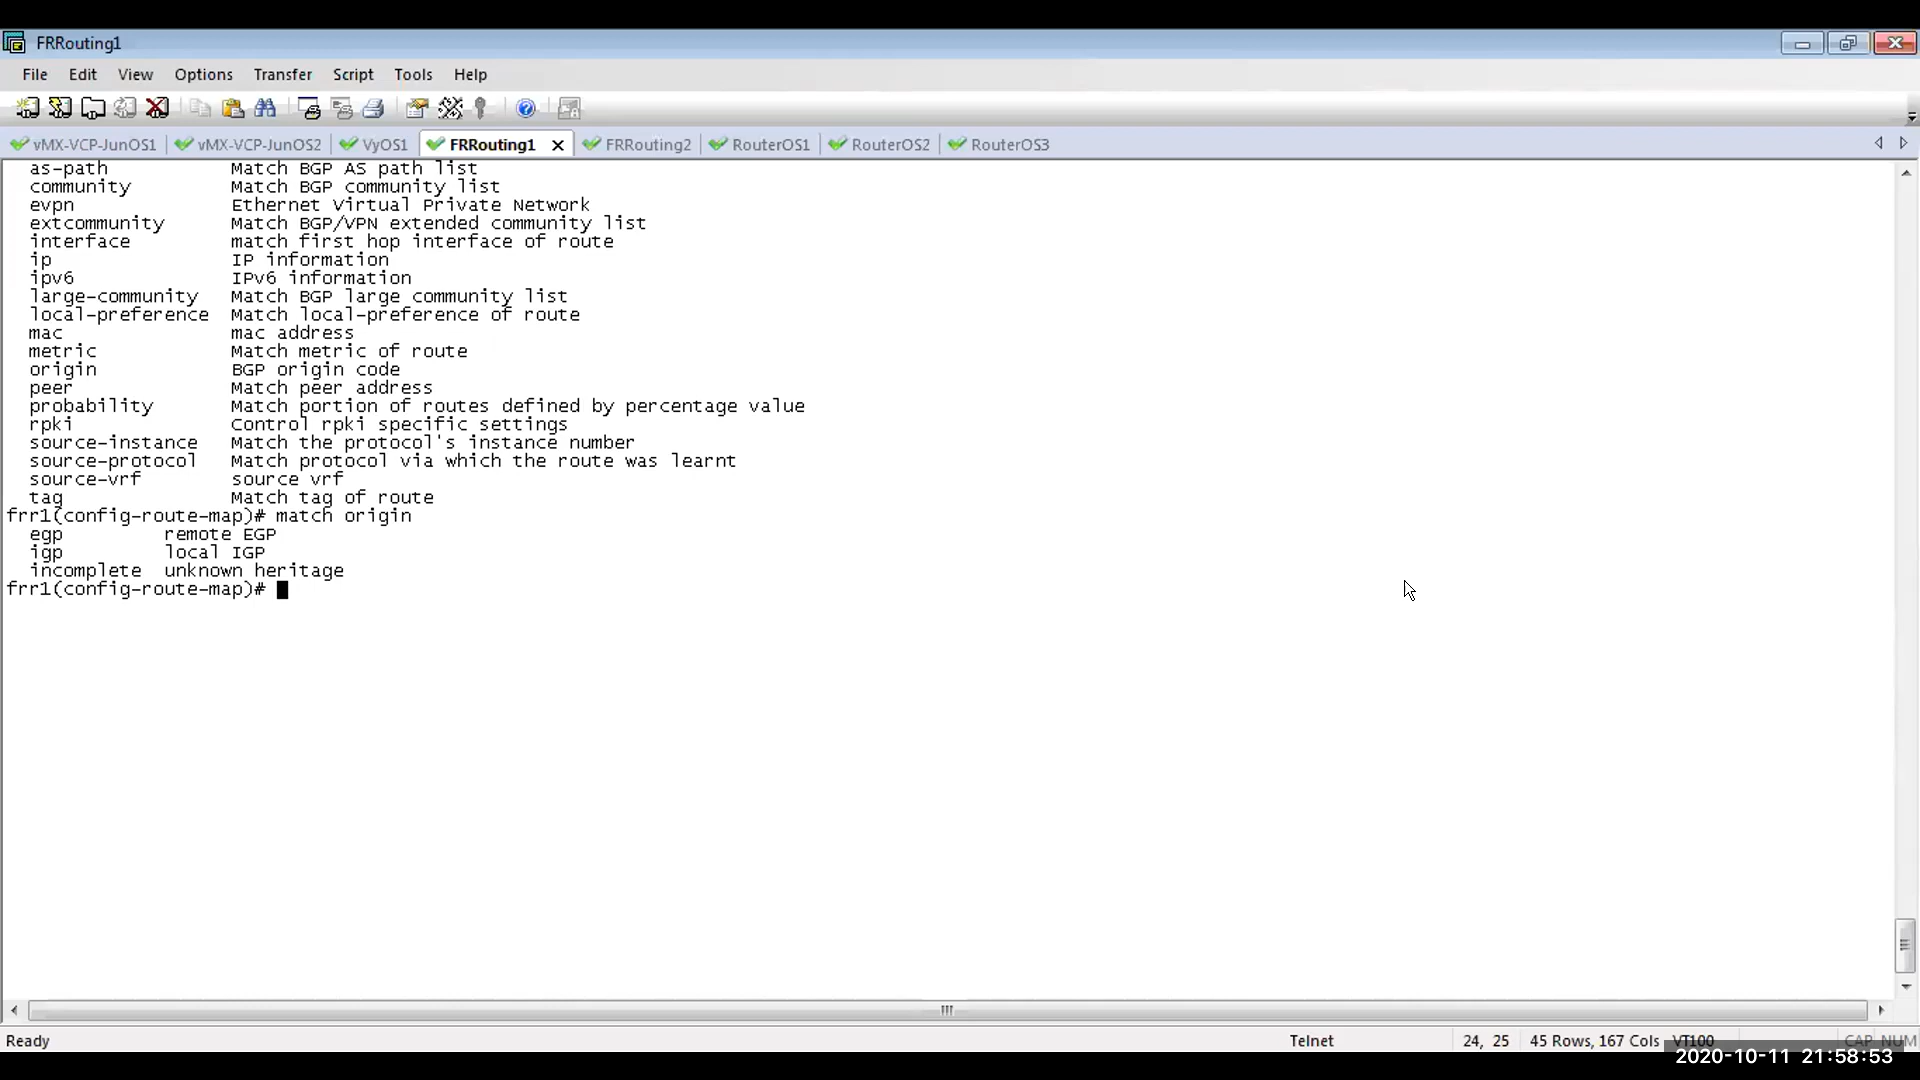 FRRouting1
File Edit View Options Transfer Script Tools Help
vMX-VCP-JunOS1 vMX-VCP-JunOS2 VyOS1 FRRouting1 FRRouting2 RouterOS1 RouterOS2 RouterOS3
as-path Match BGP AS path list
community Match BGP community list
evpn Ethernet Virtual Private Network
extcommunity Match BGP/VPN extended community list
interface match first hop interface of route
ip IP information
ipv6 IPv6 information
large-community Match BGP large community list
local-preference Match local-preference of route
mac mac address
metric Match metric of route
origin BGP origin code
peer Match peer address
probability Match portion of routes defined by percentage value
rpki Control rpki specific settings
source-instance Match the protocol's instance number
source-protocol Match protocol via which the route was learnt
source-vrf source vrf
tag Match tag of route
frr1(config-route-map)# match origin
egp remote EGP
igp local IGP
incomplete unknown heritage
frr1(config-route-map)#
Ready Telnet 24, 25 45 Rows, 167 Cols VT100 CAP NUM
2020-10-11 21:58:53